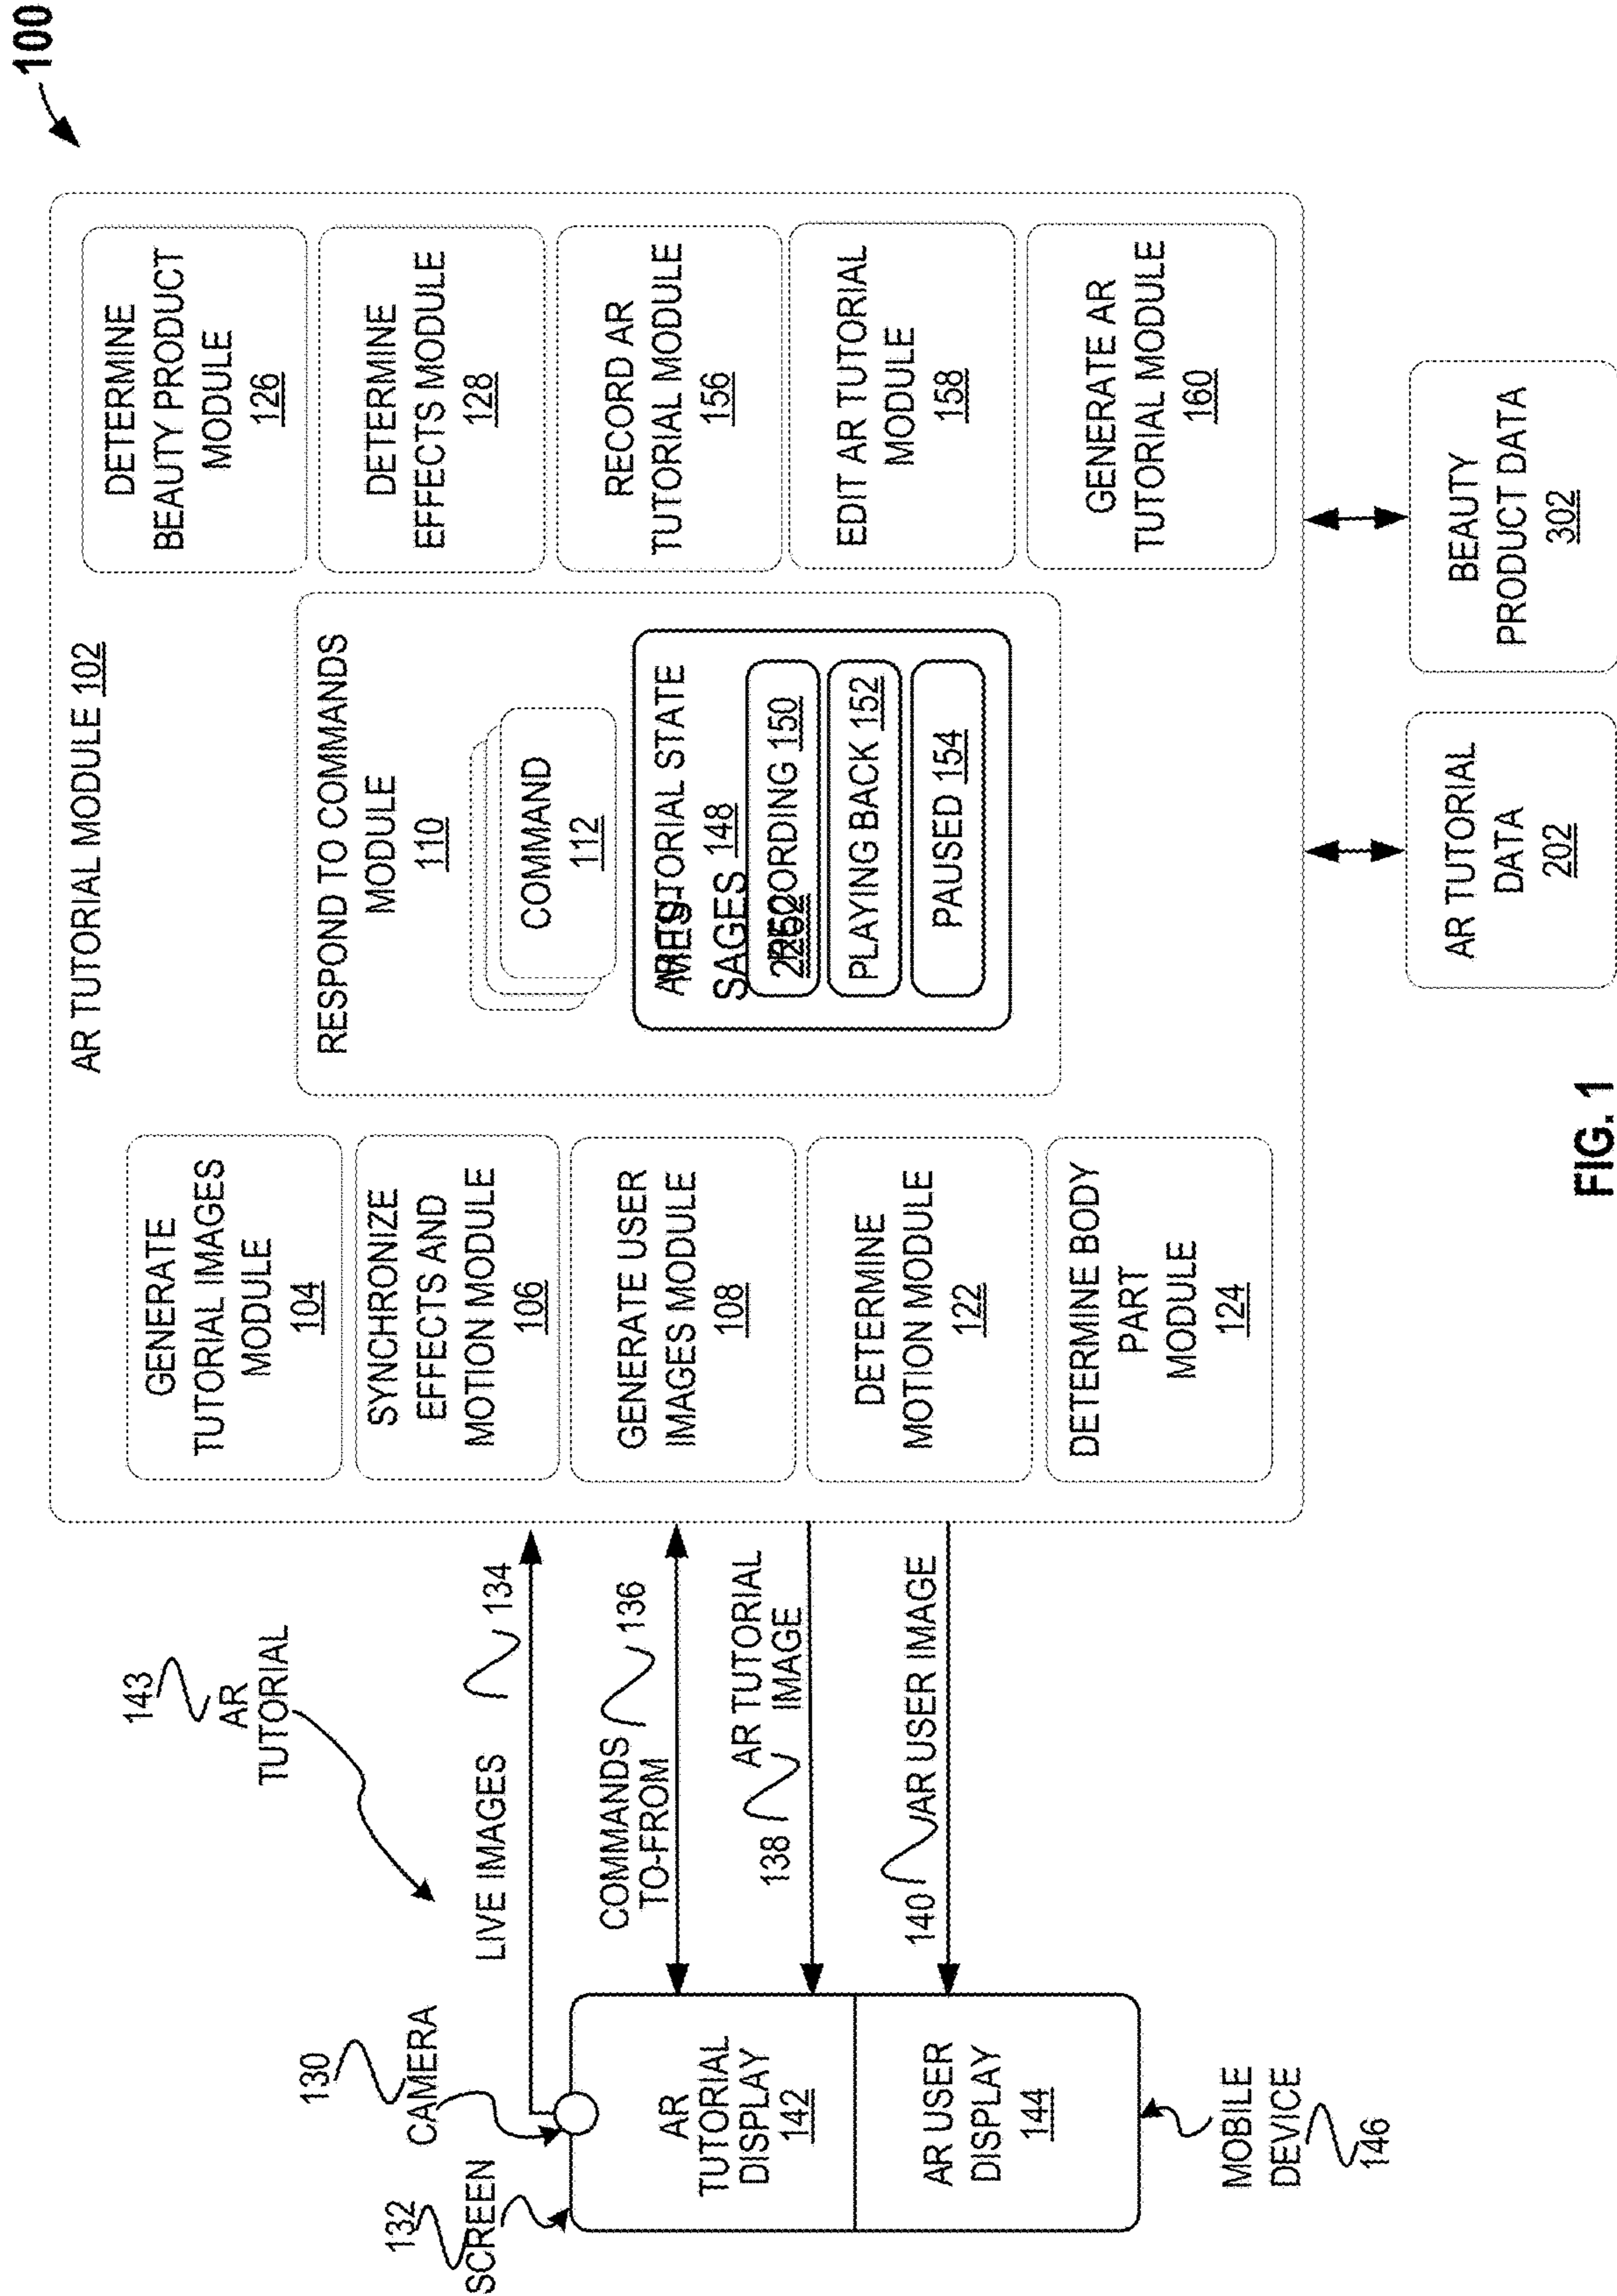 100
AR TUTORIAL MODULE 102
GENERATE
TUTORIAL IMAGES
MODULE
104
SYNCHRONIZE
EFFECTS AND
MOTION MODULE
106
GENERATE USER
IMAGES MODULE
108
DETERMINE
MOTION MODULE
122
DETERMINE BODY
PART
MODULE
124
RESPOND TO COMMANDS
MODULE
110
COMMAND
112
AR TUTORIAL STATE
148
MES-
SAGES
RECORDING 150
PLAYING BACK 152
PAUSED 154
DETERMINE
BEAUTY PRODUCT
MODULE
126
DETERMINE
EFFECTS MODULE
128
RECORD AR
TUTORIAL MODULE
156
EDIT AR TUTORIAL
MODULE
158
GENERATE AR
TUTORIAL MODULE
160
143
AR
TUTORIAL
LIVE IMAGES
134
COMMANDS
TO-FROM
136
AR TUTORIAL
IMAGE
138
AR USER IMAGE
140
132
SCREEN
130
CAMERA
AR
TUTORIAL
DISPLAY
142
AR USER
DISPLAY
144
MOBILE
DEVICE
146
AR TUTORIAL
DATA
202
BEAUTY
PRODUCT DATA
302
FIG. 1